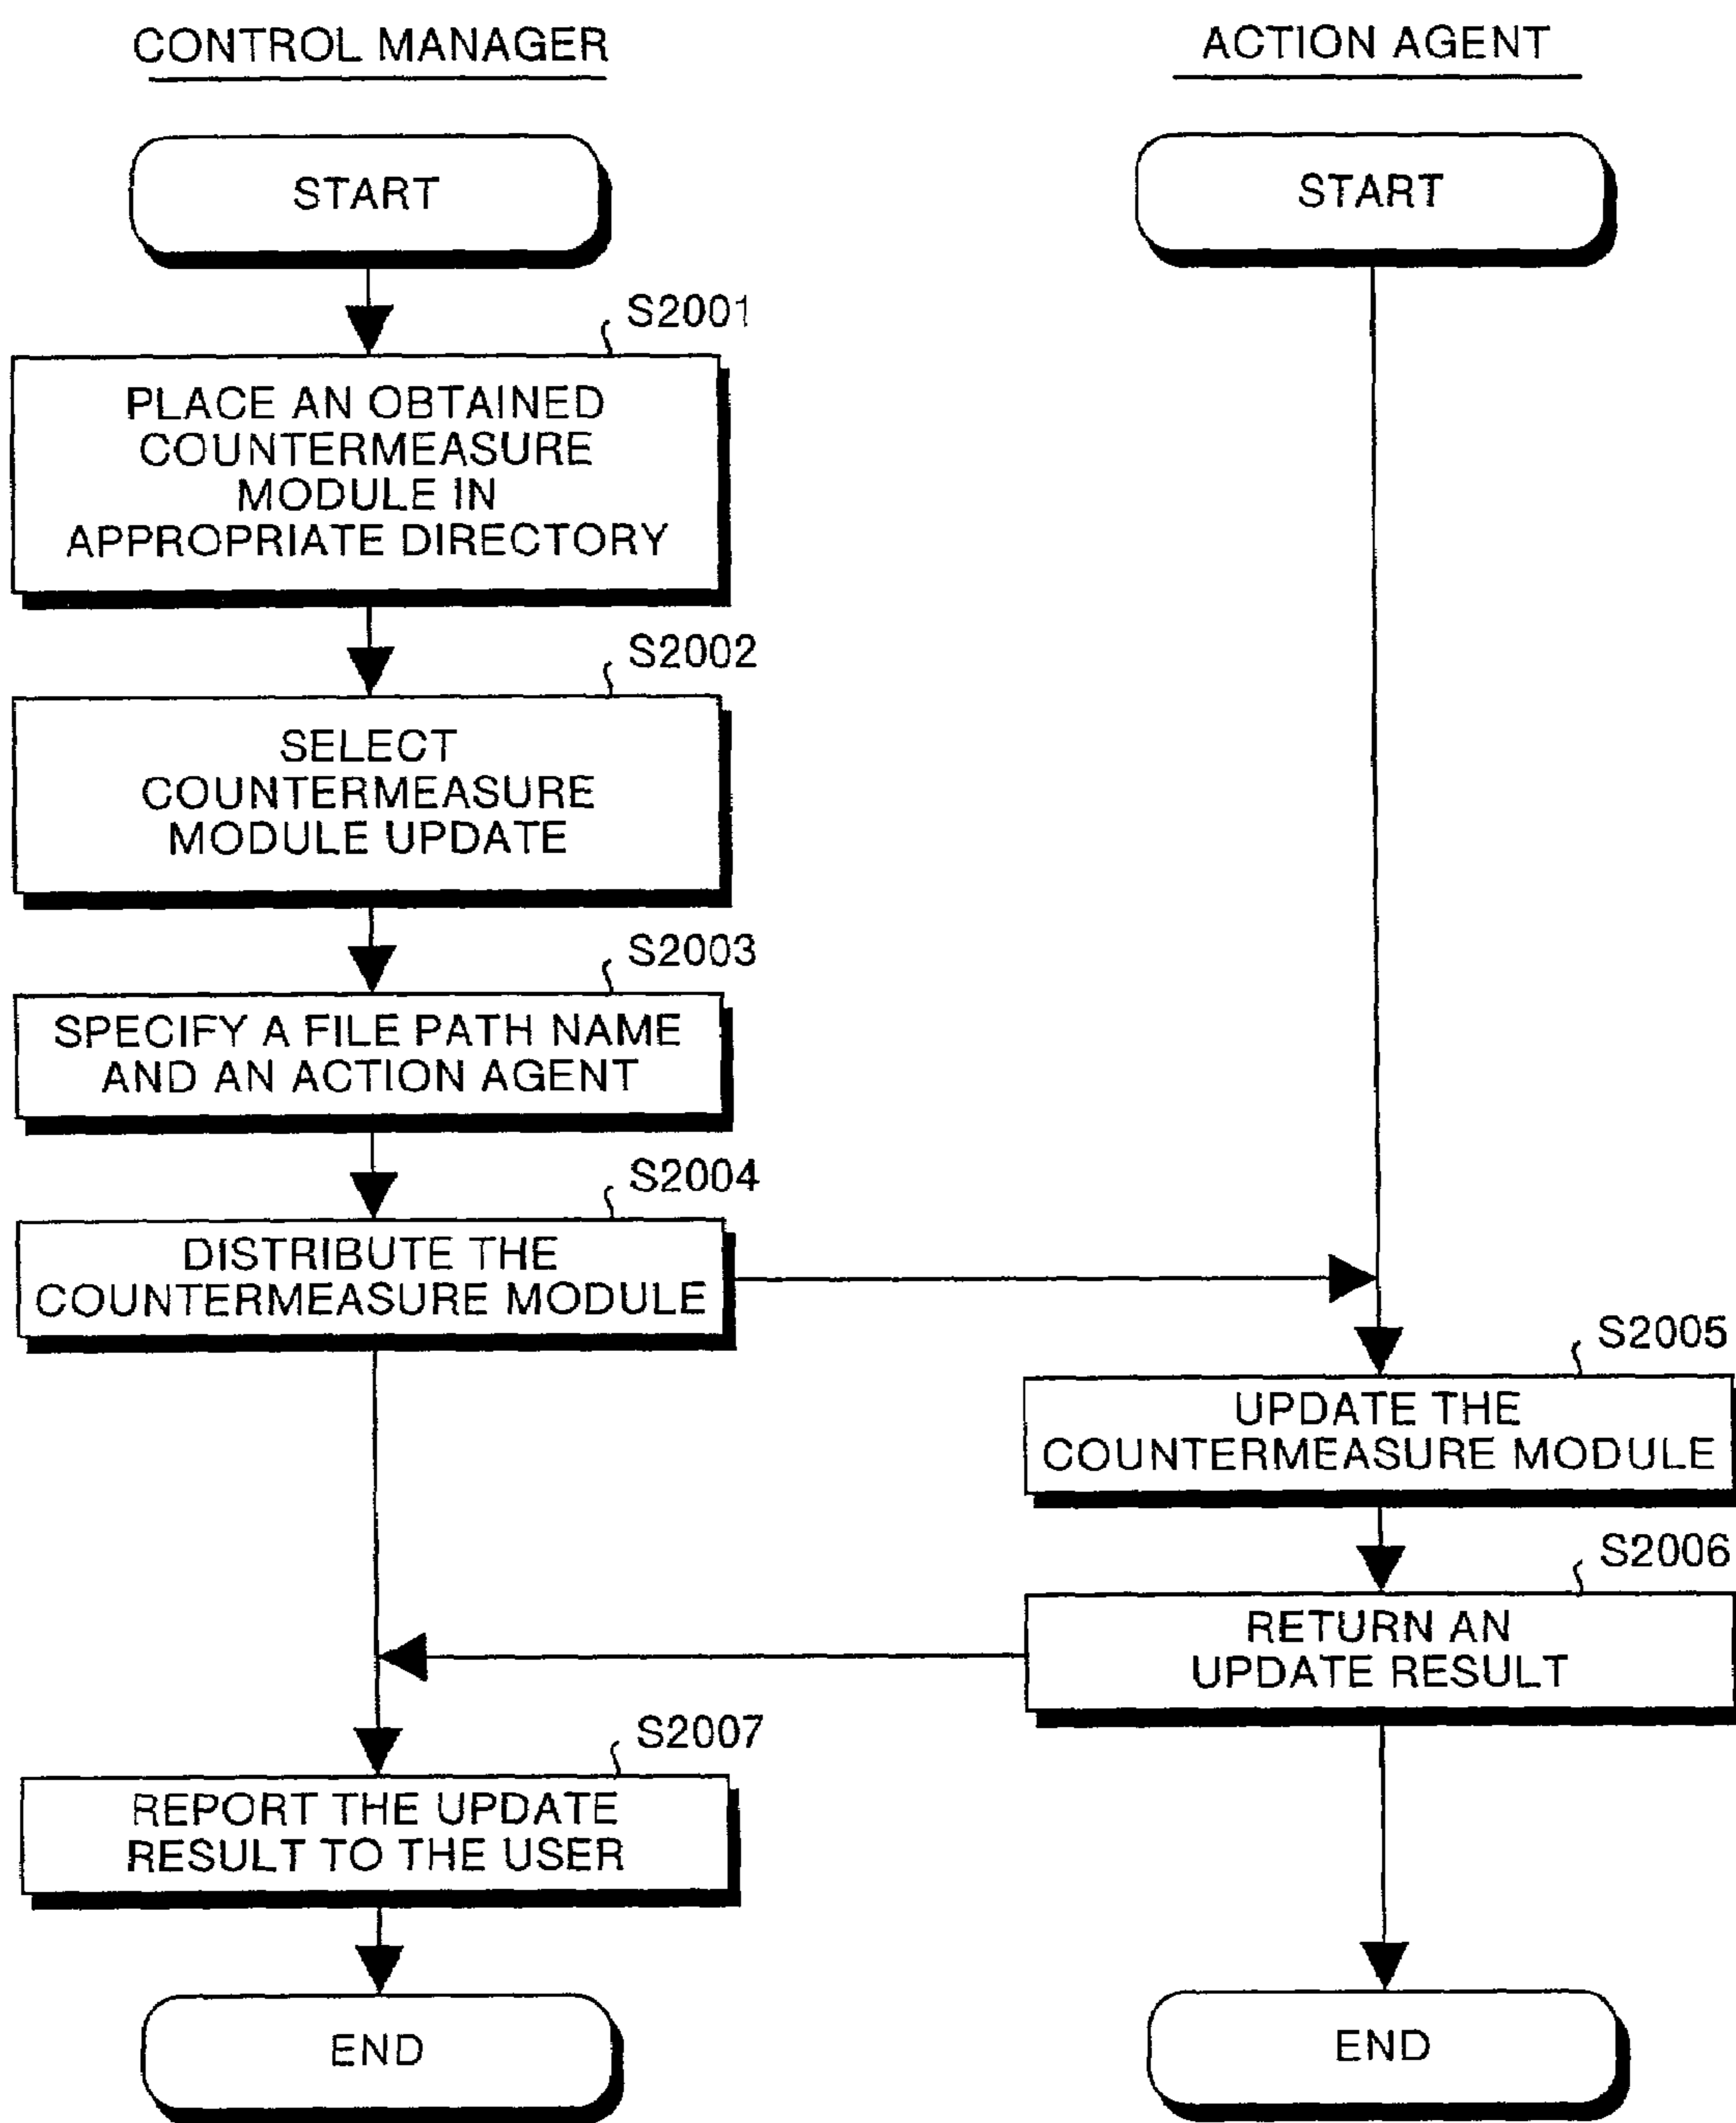 CONTROL MANAGER
ACTION AGENT
START
START
S2001
PLACE AN OBTAINED
COUNTERMEASURE
MODULE IN
APPROPRIATE DIRECTORY
S2002
SELECT
COUNTERMEASURE
MODULE UPDATE
S2003
SPECIFY A FILE PATH NAME
AND AN ACTION AGENT
S2004
DISTRIBUTE THE
COUNTERMEASURE MODULE
S2005
UPDATE THE
COUNTERMEASURE MODULE
S2006
RETURN AN
UPDATE RESULT
S2007
REPORT THE UPDATE
RESULT TO THE USER
END
END